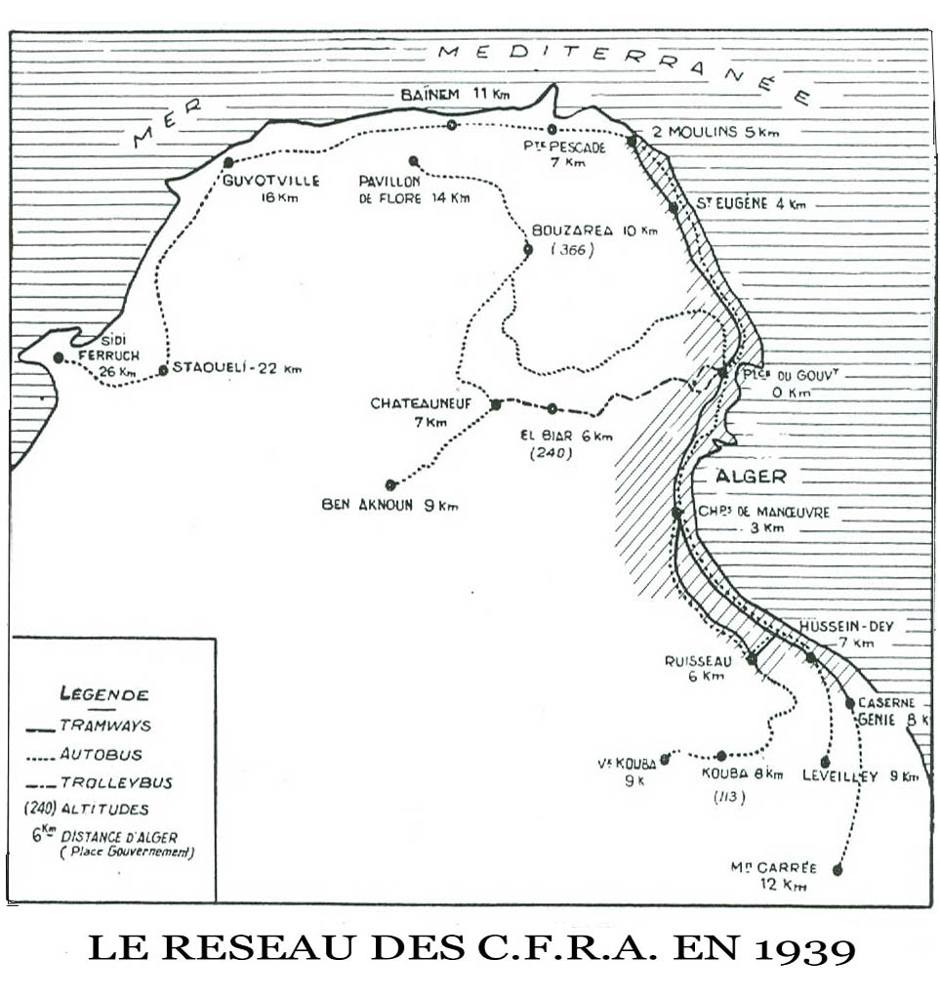 MER MEDITERRANÉE
BAÏNEM 11 Km
2 MOULINS 5 Km
PTE PESCADE
7 Km
GUYOTVILLE
16 Km
PAVILLON
DE FLORE 14 Km
ST EUGÈNE 4 Km
BOUZAREA 10 Km
(366)
SIDI
FERRUCH
26 Km
STAOUELI-22 Km
PLCE DU GOUVT
0 Km
CHATEAUNEUF
7 Km
EL BIAR 6 Km
(240)
ALGER
BEN AKNOUN 9 Km
CHPS DE MANŒUVRE
3 Km
HUSSEIN-DEY
7 Km
RUISSEAU
6 Km
CASERNE
GENIE 8 K
VX KOUBA
9 K
KOUBA 8 Km
(113)
LEVEILLEY 9 Km
MN CARRÉE
12 Km
LÉGENDE
TRAMWAYS
AUTOBUS
TROLLEYBUS
(240) ALTITUDES
6Km DISTANCE D'ALGER
(Place Gouvernement)
LE RESEAU DES C.F.R.A. EN 1939